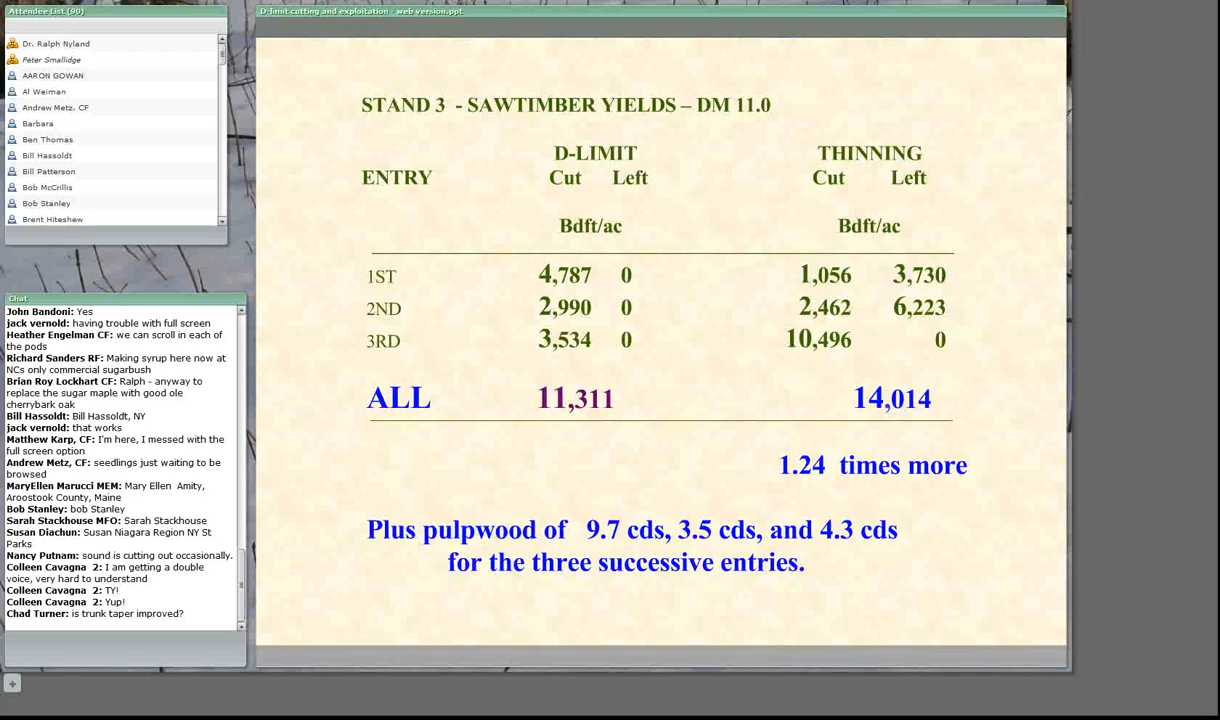 Attendee List (90)
Dr. Ralph Nyland
Peter Smallidge
AARON GOWAN
Al Weiman
Andrew Metz, CF
Barbara
Ben Thomas
Bill Hassoldt
Bill Patterson
Bob McCrillis
Bob Stanley
Brent Hiteshew
Chat
John Bandoni: Yes
jack vernold: having trouble with full screen
Heather Engelman CF: we can scroll in each of
the pods
Richard Sanders RF: Making syrup here now at
NCs only commercial sugarbush
Brian Roy Lockhart CF: Ralph - anyway to
replace the sugar maple with good ole
cherrybark oak
Bill Hassoldt: Bill Hassoldt, NY
jack vernold: that works
Matthew Karp, CF: I'm here, I messed with the
full screen option
Andrew Metz, CF: seedlings just waiting to be
browsed
MaryEllen Marucci MEM: Mary Ellen Amity,
Aroostook County, Maine
Bob Stanley: bob Stanley
Sarah Stackhouse MFO: Sarah Stackhouse
Susan Diachun: Susan Niagara Region NY St
Parks
Nancy Putnam: sound is cutting out occasionally.
Colleen Cavagna 2: I am getting a double
voice, very hard to understand
Colleen Cavagna 2: TY!
Colleen Cavagna 2: Yup!
Chad Turner: is trunk taper improved?
D-limit cutting and exploitation - web version.ppt
STAND 3 - SAWTIMBER YIELDS – DM 11.0
D-LIMIT THINNING
ENTRY Cut Left Cut Left
Bdft/ac Bdft/ac
1ST 4,787 0 1,056 3,730
2ND 2,990 0 2,462 6,223
3RD 3,534 0 10,496 0
ALL 11,311 14,014
1.24 times more
Plus pulpwood of 9.7 cds, 3.5 cds, and 4.3 cds
for the three successive entries.